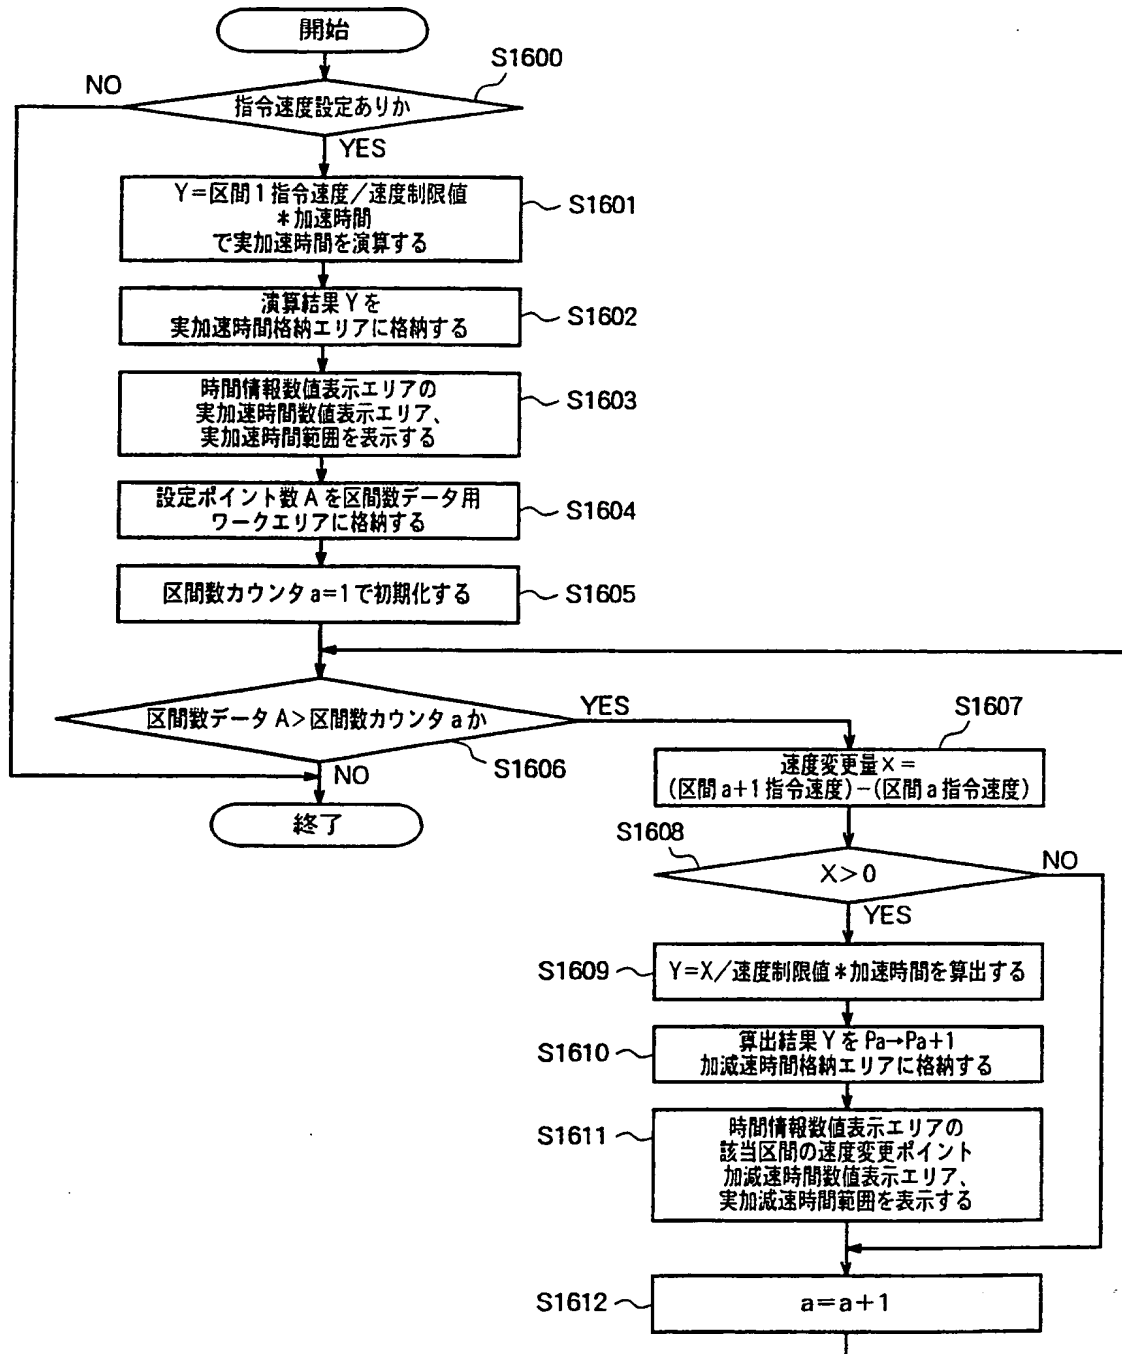 開始
S1600
NO
指令速度設定ありか
YES
Y=区間1指令速度/速度制限値
*加速時間
で実加速時間を演算する
S1601
演算結果Yを
実加速時間格納エリアに格納する
S1602
時間情報数値表示エリアの
実加速時間数値表示エリア、
実加速時間範囲を表示する
S1603
設定ポイント数Aを区間数データ用
ワークエリアに格納する
S1604
区間数カウンタa=1で初期化する
S1605
区間数データA>区間数カウンタaか
YES
S1606
NO
終了
S1607
速度変更量X=
(区間a+1指令速度)-(区間a指令速度)
S1608
X>0
NO
YES
S1609
Y=X/速度制限値*加速時間を算出する
S1610
算出結果YをPa→Pa+1
加減速時間格納エリアに格納する
S1611
時間情報数値表示エリアの
該当区間の速度変更ポイント
加減速時間数値表示エリア、
実加減速時間範囲を表示する
S1612
a=a+1